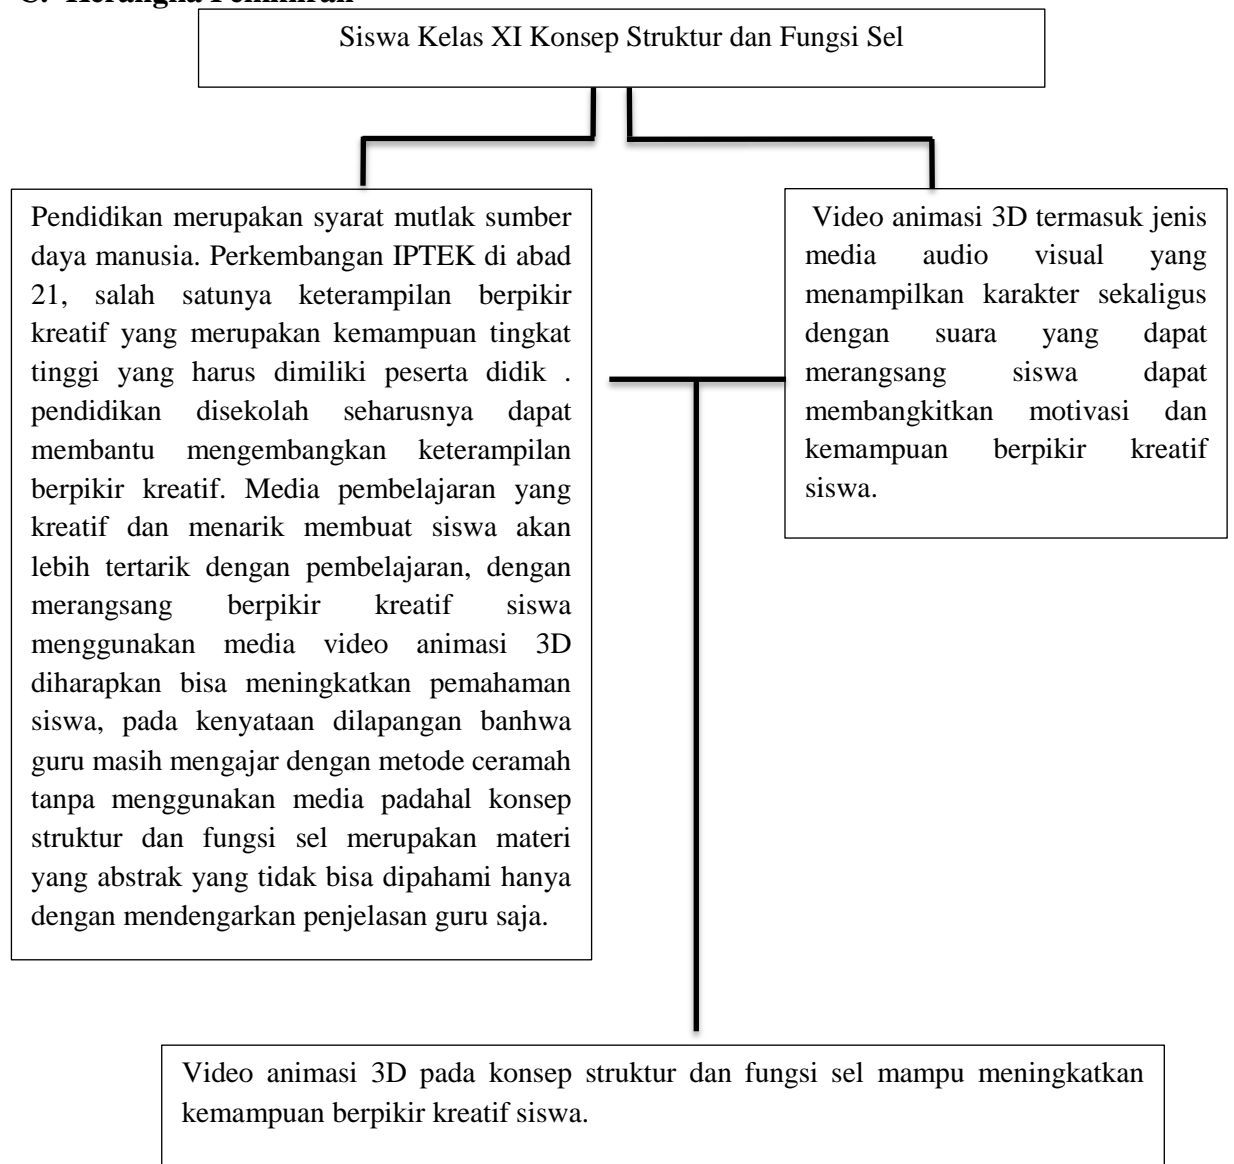 Siswa Kelas XI Konsep Struktur dan Fungsi Sel
Pendidikan merupakan syarat mutlak sumber
daya manusia. Perkembangan IPTEK di abad
21, salah satunya keterampilan berpikir
kreatif yang merupakan kemampuan tingkat
tinggi yang harus dimiliki peserta didik .
pendidikan disekolah seharusnya dapat
membantu mengembangkan keterampilan
berpikir kreatif. Media pembelajaran yang
kreatif dan menarik membuat siswa akan
lebih tertarik dengan pembelajaran, dengan
merangsang berpikir kreatif siswa
menggunakan media video animasi 3D
diharapkan bisa meningkatkan pemahaman
siswa, pada kenyataan dilapangan banhwa
guru masih mengajar dengan metode ceramah
tanpa menggunakan media padahal konsep
struktur dan fungsi sel merupakan materi
yang abstrak yang tidak bisa dipahami hanya
dengan mendengarkan penjelasan guru saja.
Video animasi 3D termasuk jenis
media audio visual yang
menampilkan karakter sekaligus
dengan suara yang dapat
merangsang siswa dapat
membangkitkan motivasi dan
kemampuan berpikir kreatif
siswa.
Video animasi 3D pada konsep struktur dan fungsi sel mampu meningkatkan
kemampuan berpikir kreatif siswa.